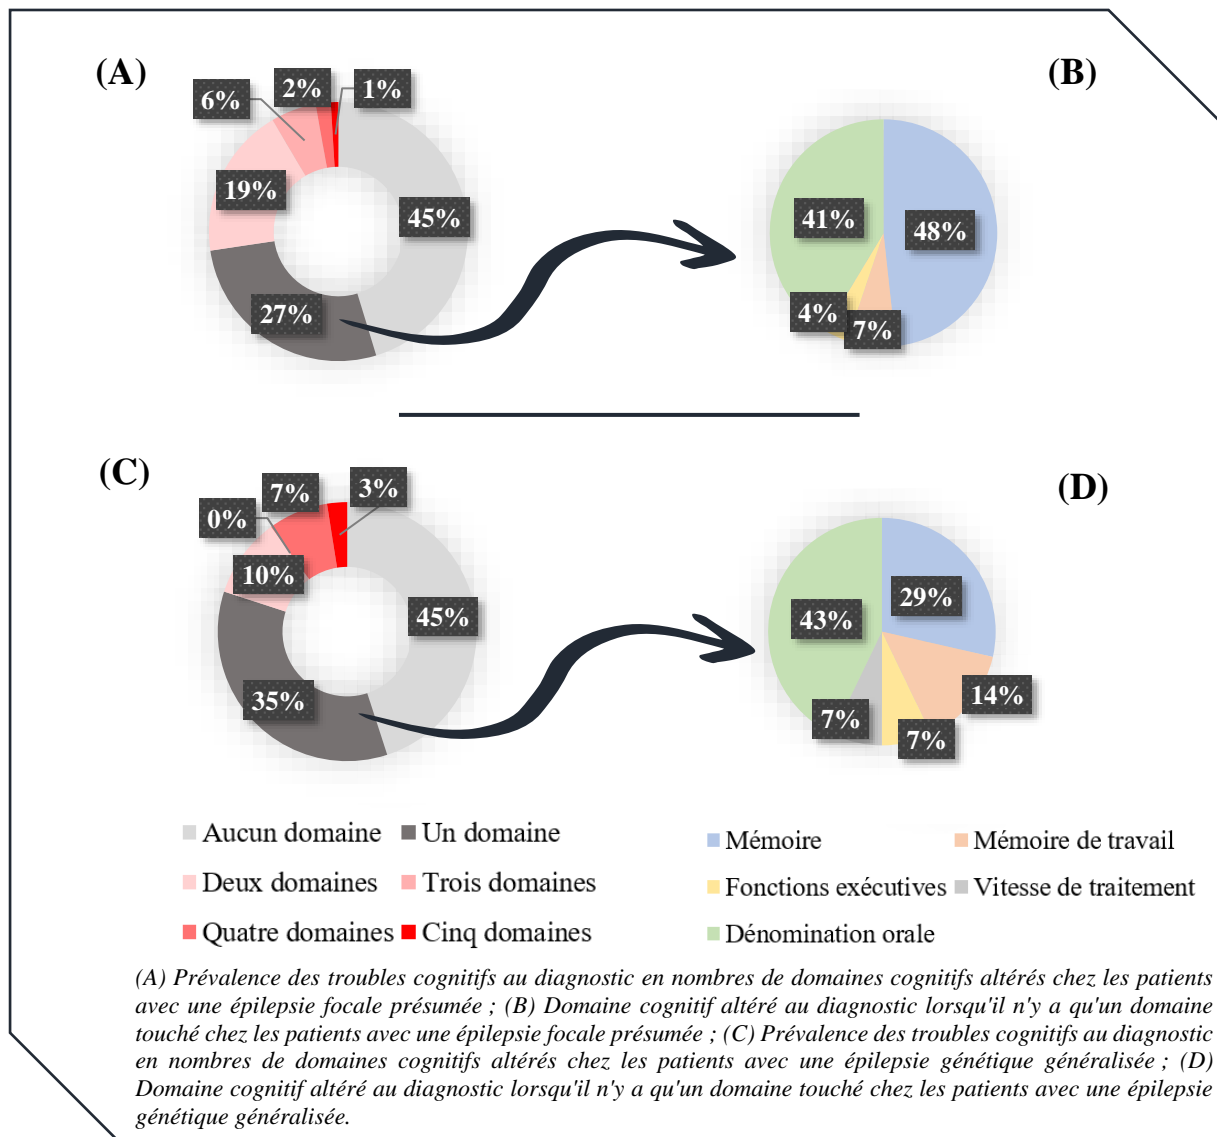 (A)
(B)
6%
2%
1%
19%
45%
27%
41%
48%
4%
7%
(C)
(D)
0%
7%
3%
10%
45%
35%
43%
29%
14%
7%
7%
Aucun domaine
Un domaine
Deux domaines
Trois domaines
Quatre domaines
Cinq domaines
Mémoire
Mémoire de travail
Fonctions exécutives
Vitesse de traitement
Dénomination orale
(A) Prévalence des troubles cognitifs au diagnostic en nombres de domaines cognitifs altérés chez les patients
avec une épilepsie focale présumée ; (B) Domaine cognitif altéré au diagnostic lorsqu'il n'y a qu'un domaine
touché chez les patients avec une épilepsie focale présumée ; (C) Prévalence des troubles cognitifs au diagnostic
en nombres de domaines cognitifs altérés chez les patients avec une épilepsie génétique généralisée ; (D)
Domaine cognitif altéré au diagnostic lorsqu'il n'y a qu'un domaine touché chez les patients avec une épilepsie
génétique généralisée.